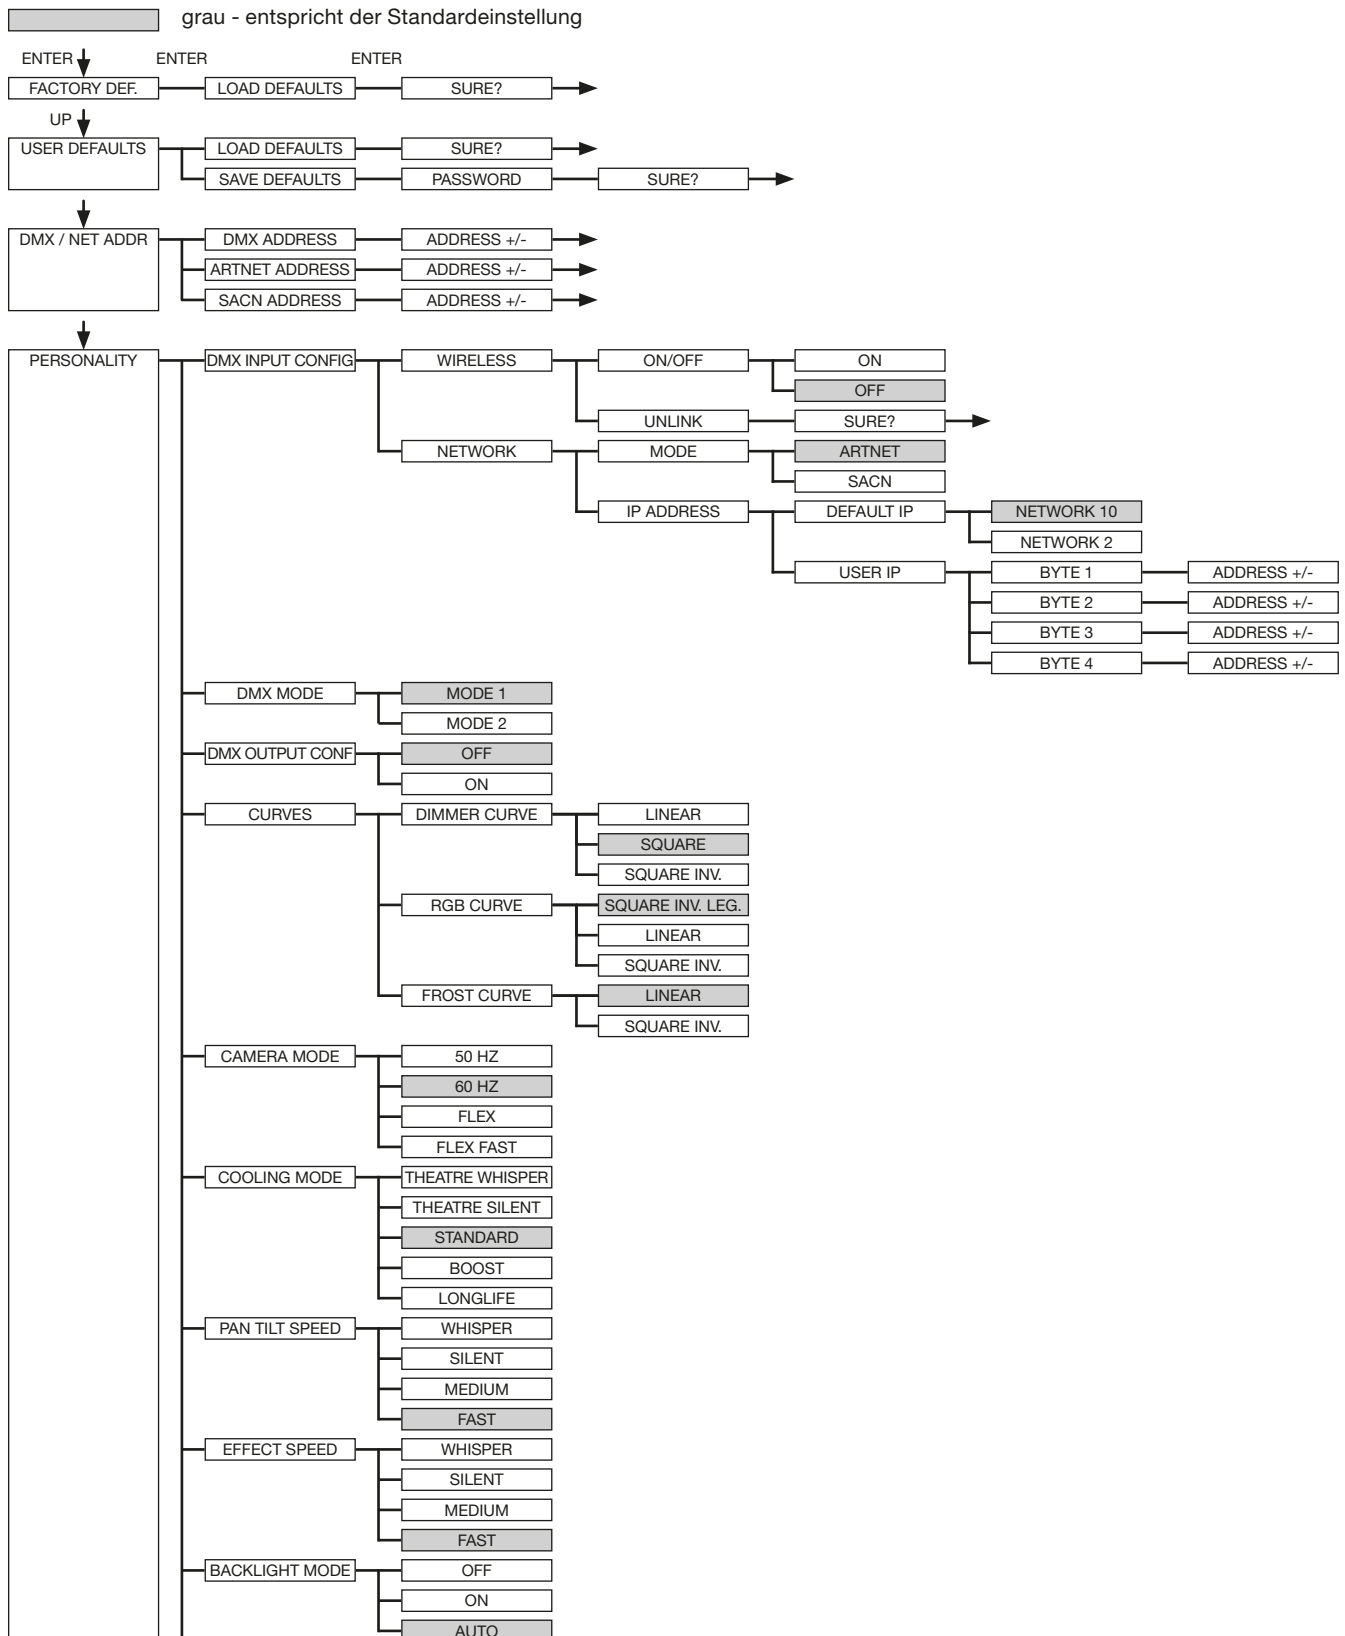 grau - entspricht der Standardeinstellung
ENTER ENTER ENTER
FACTORY DEF. LOAD DEFAULTS SURE?
UP
USER DEFAULTS LOAD DEFAULTS SURE?
SAVE DEFAULTS PASSWORD SURE?
DMX / NET ADDR DMX ADDRESS ADDRESS +/-
ARTNET ADDRESS ADDRESS +/-
SACN ADDRESS ADDRESS +/-
PERSONALITY DMX INPUT CONFIG WIRELESS ON/OFF ON
OFF
UNLINK SURE?
NETWORK MODE ARTNET
SACN
IP ADDRESS DEFAULT IP NETWORK 10
NETWORK 2
USER IP BYTE 1 ADDRESS +/-
BYTE 2 ADDRESS +/-
BYTE 3 ADDRESS +/-
BYTE 4 ADDRESS +/-
DMX MODE MODE 1
MODE 2
DMX OUTPUT CONF OFF
ON
CURVES DIMMER CURVE LINEAR
SQUARE
SQUARE INV.
RGB CURVE SQUARE INV. LEG.
LINEAR
SQUARE INV.
FROST CURVE LINEAR
SQUARE INV.
CAMERA MODE 50 HZ
60 HZ
FLEX
FLEX FAST
COOLING MODE THEATRE WHISPER
THEATRE SILENT
STANDARD
BOOST
LONGLIFE
PAN TILT SPEED WHISPER
SILENT
MEDIUM
FAST
EFFECT SPEED WHISPER
SILENT
MEDIUM
FAST
BACKLIGHT MODE OFF
ON
AUTO